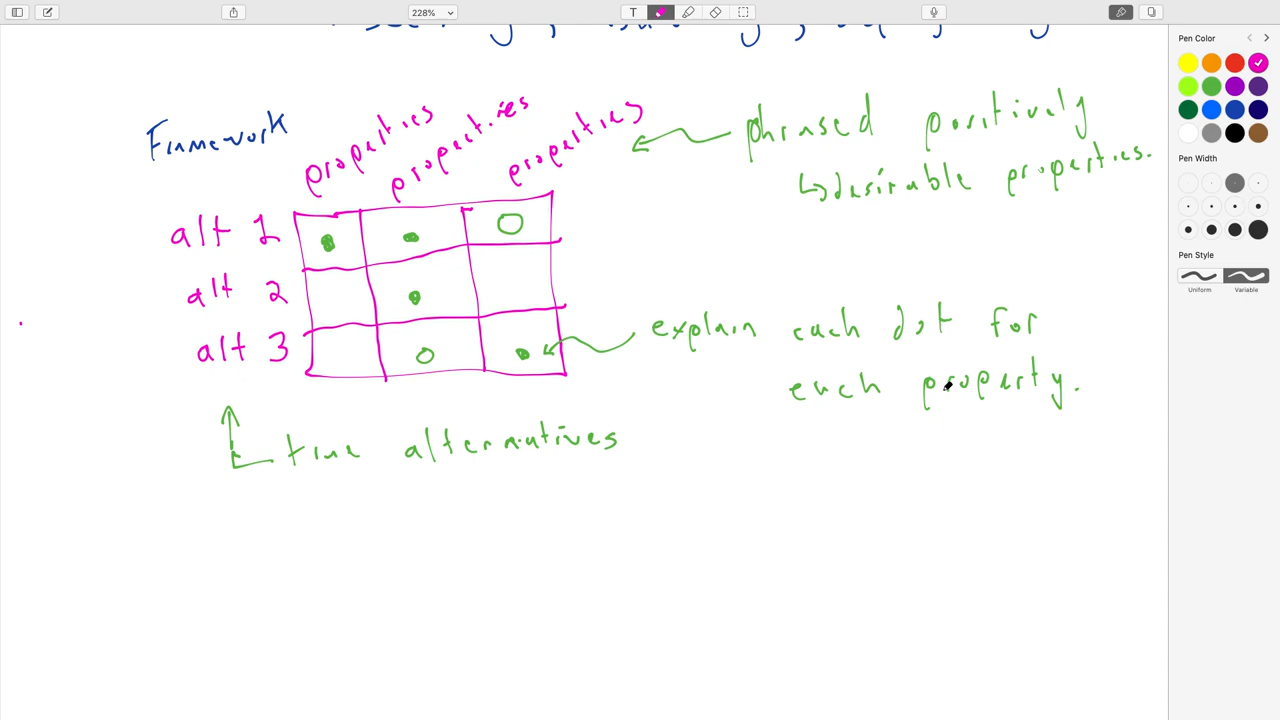 228%
T
Pen Color
Framework
properties properties properties
phrased positively
↳desirable properties.
alt 1
alt 2
alt 3
explain each dot for
each property.
true alternatives
Pen Width
Pen Style
Uniform Variable